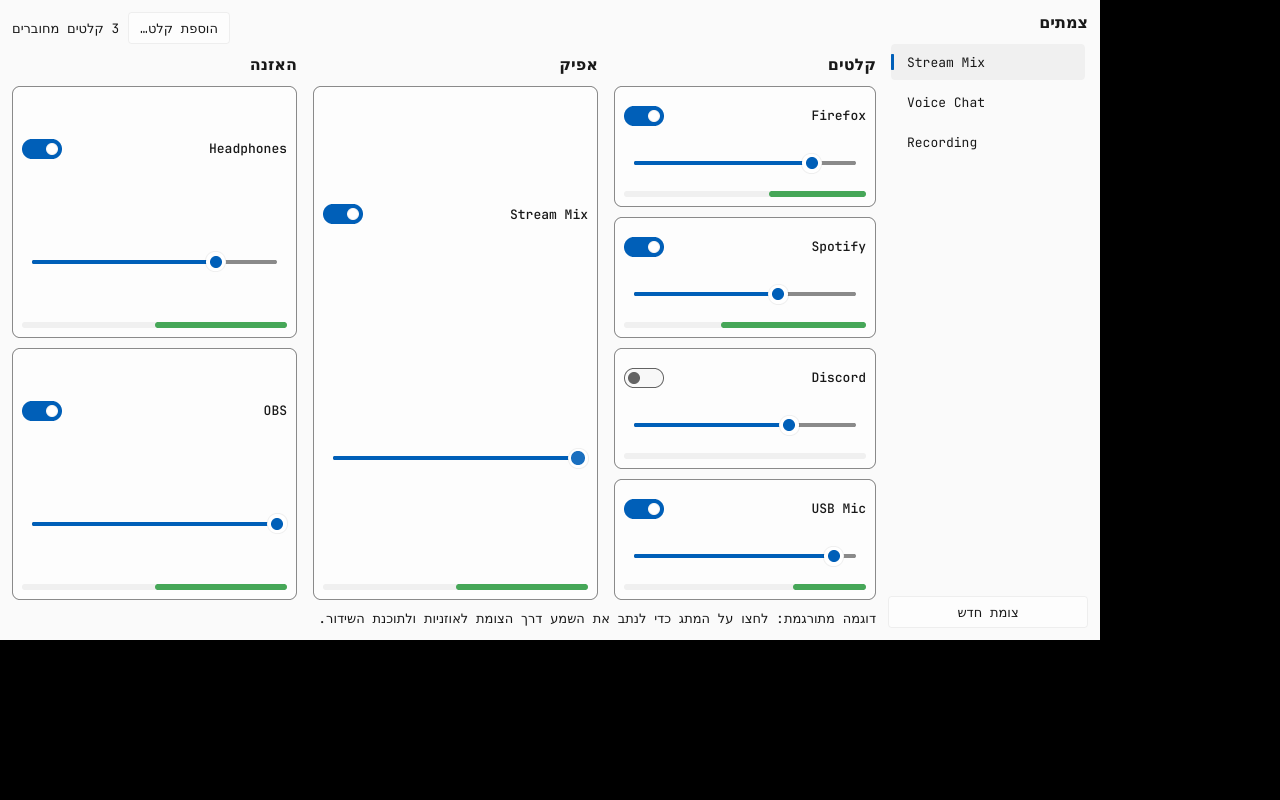 צמתים
Stream Mix
Voice Chat
Recording
צומת חדש
הוספת קלט…
3 קלטים מחוברים
קלטים
Firefox
Spotify
Discord
USB Mic
אפיק
Stream Mix
האזנה
Headphones
OBS
דוגמה מתורגמת: לחצו על המתג כדי לנתב את השמע דרך הצומת לאוזניות ולתוכנת השידור.